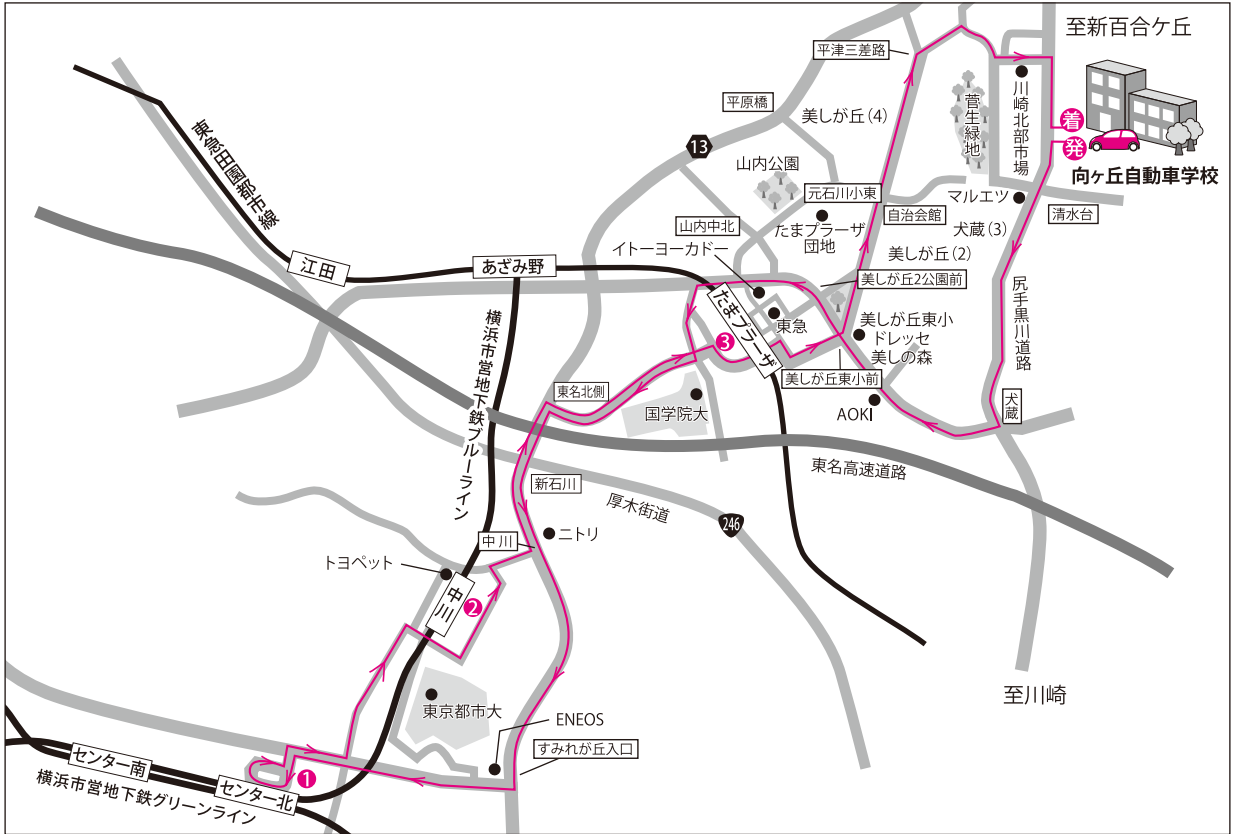 至新百合ケ丘
平津三差路
着
発
川崎北部市場
菅生緑地
向ヶ丘自動車学校
平原橋
美しが丘(4)
13
山内公園
元石川小東
マルエツ
清水台
自治会館
犬蔵(3)
たまプラーザ
団地
山内中北
イトーヨーカドー
美しが丘(2)
美しが丘2公園前
東急田園都市線
江田
あざみ野
たまプラーザ
東急
美しが丘東小
ドレッセ
美しの森
尻手黒川道路
3
美しが丘東小前
横浜市営地下鉄ブルーライン
東名北側
国学院大
AOKI
犬蔵
東名高速道路
新石川
厚木街道
246
ニトリ
中川
トヨペット
中川
2
至川崎
東京都市大
ENEOS
すみれが丘入口
センター南
センター北
1
横浜市営地下鉄グリーンライン